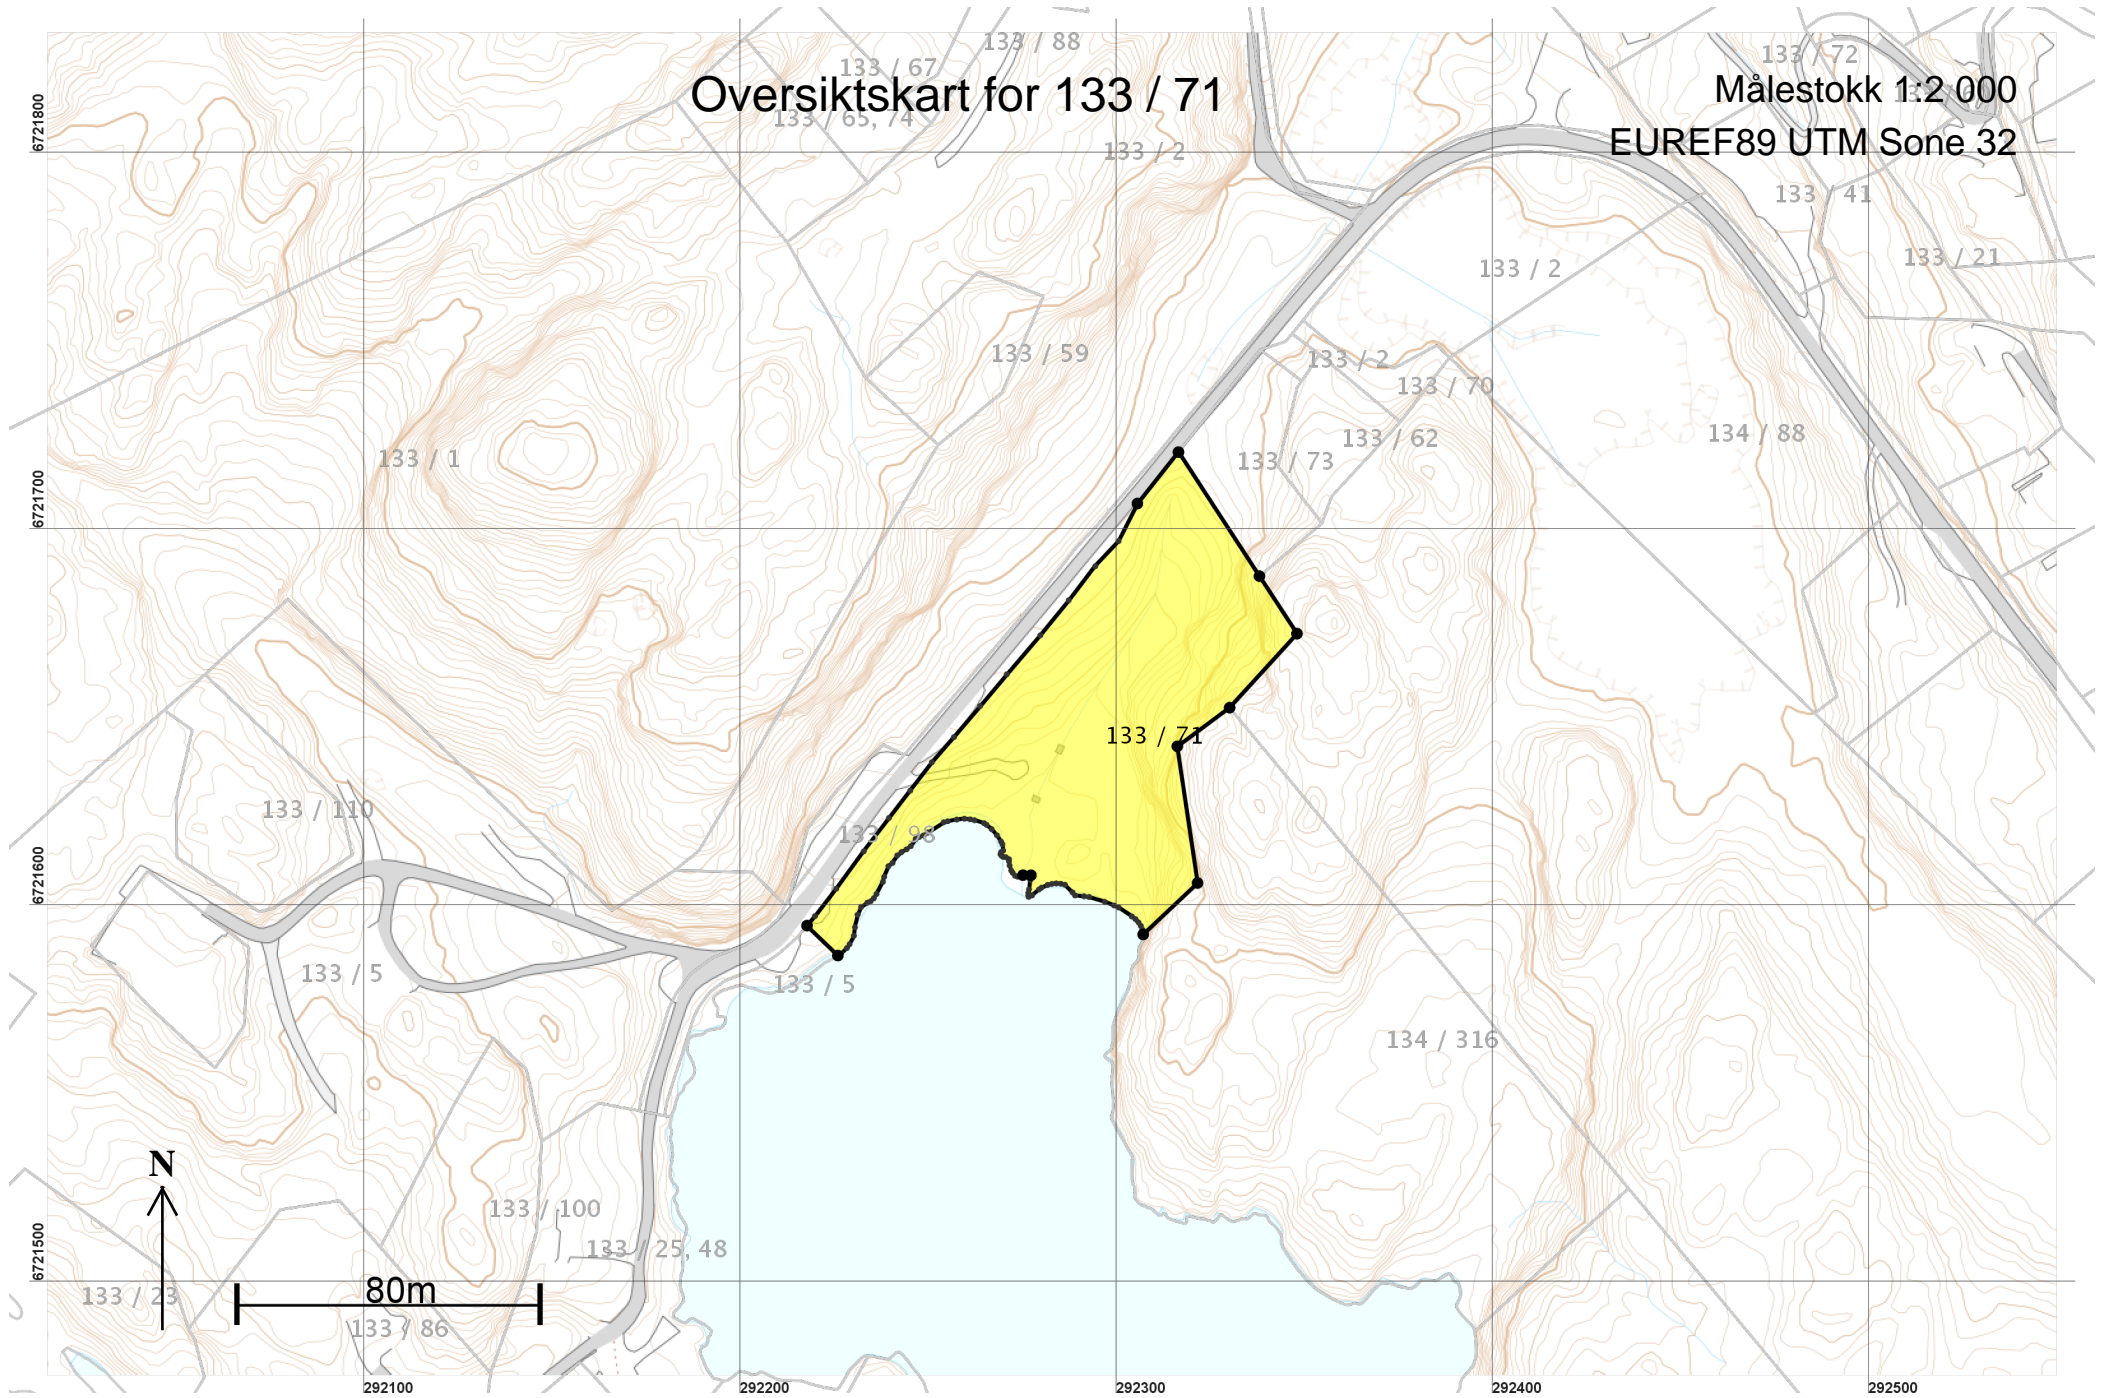 133 / 88
133 / 72
133 / 67
Oversiktskart for 133 / 71
Målestokk 1:2 000
133 / 65, 74
6721800
EUREF89 UTM Sone 32
133 / 2
133 / 41
133 / 21
133 / 2
133 / 59
133 / 2
133 / 70
134 / 88
133 / 62
133 / 1
133 / 73
6721700
133 / 71
133 / 110
133 / 98
6721600
133 / 5
133 / 5
134 / 316
N
133 / 100
133 / 25, 48
6721500
80m
133 / 23
133 / 86
292100
292200
292300
292400
292500